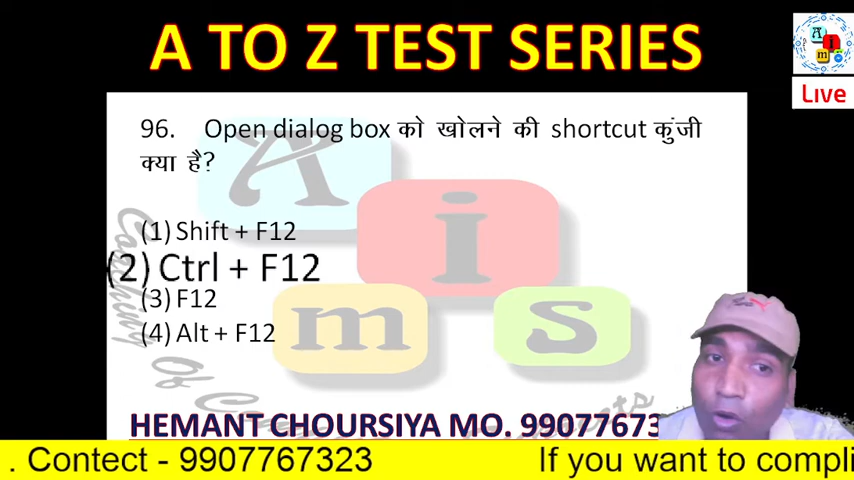 A TO Z TEST SERIES
Live
96. Open dialog box को खोलने की shortcut कुंजी
क्या है?
(1) Shift + F12
(2) Ctrl + F12
(3) F12
(4) Alt + F12
A i m s
HEMANT CHOURSIYA MO. 99077673
. Contect - 9907767323 If you want to compli